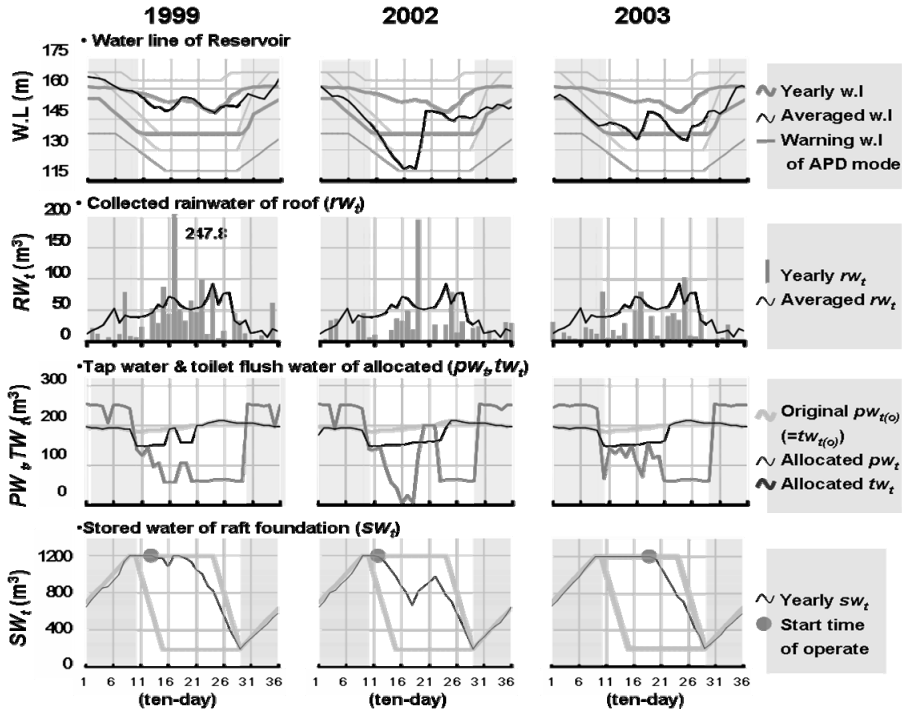 1999 2002 2003
• Water line of Reservoir
W.L (m)
175
160
145
130
115
Yearly w.l
Averaged w.l
Warning w.l
of APD mode
• Collected rainwater of roof (rwt)
RWt (m³)
200
150
100
50
0
247.8
Yearly rwt
Averaged rwt
•Tap water & toilet flush water of allocated (pwt, twt)
PWt, TWt (m³)
300
200
100
0
Original pwt(o)
(=twt(o))
Allocated pwt
Allocated twt
•Stored water of raft foundation (swt)
SWt (m³)
1200
800
400
0
Yearly swt
Start time
of operate
1 6 11 16 21 26 31 36 1 6 11 16 21 26 31 36 1 6 11 16 21 26 31 36
(ten-day) (ten-day) (ten-day)